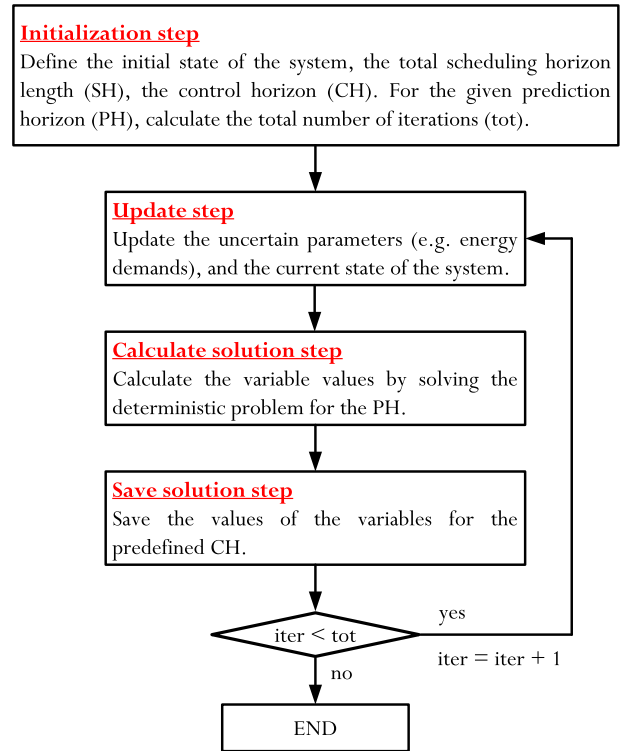 Initialization step
Define the initial state of the system, the total scheduling horizon
length (SH), the control horizon (CH). For the given prediction
horizon (PH), calculate the total number of iterations (tot).
Update step
Update the uncertain parameters (e.g. energy
demands), and the current state of the system.
Calculate solution step
Calculate the variable values by solving the
deterministic problem for the PH.
Save solution step
Save the values of the variables for the
predefined CH.
yes
iter < tot
iter = iter + 1
no
END